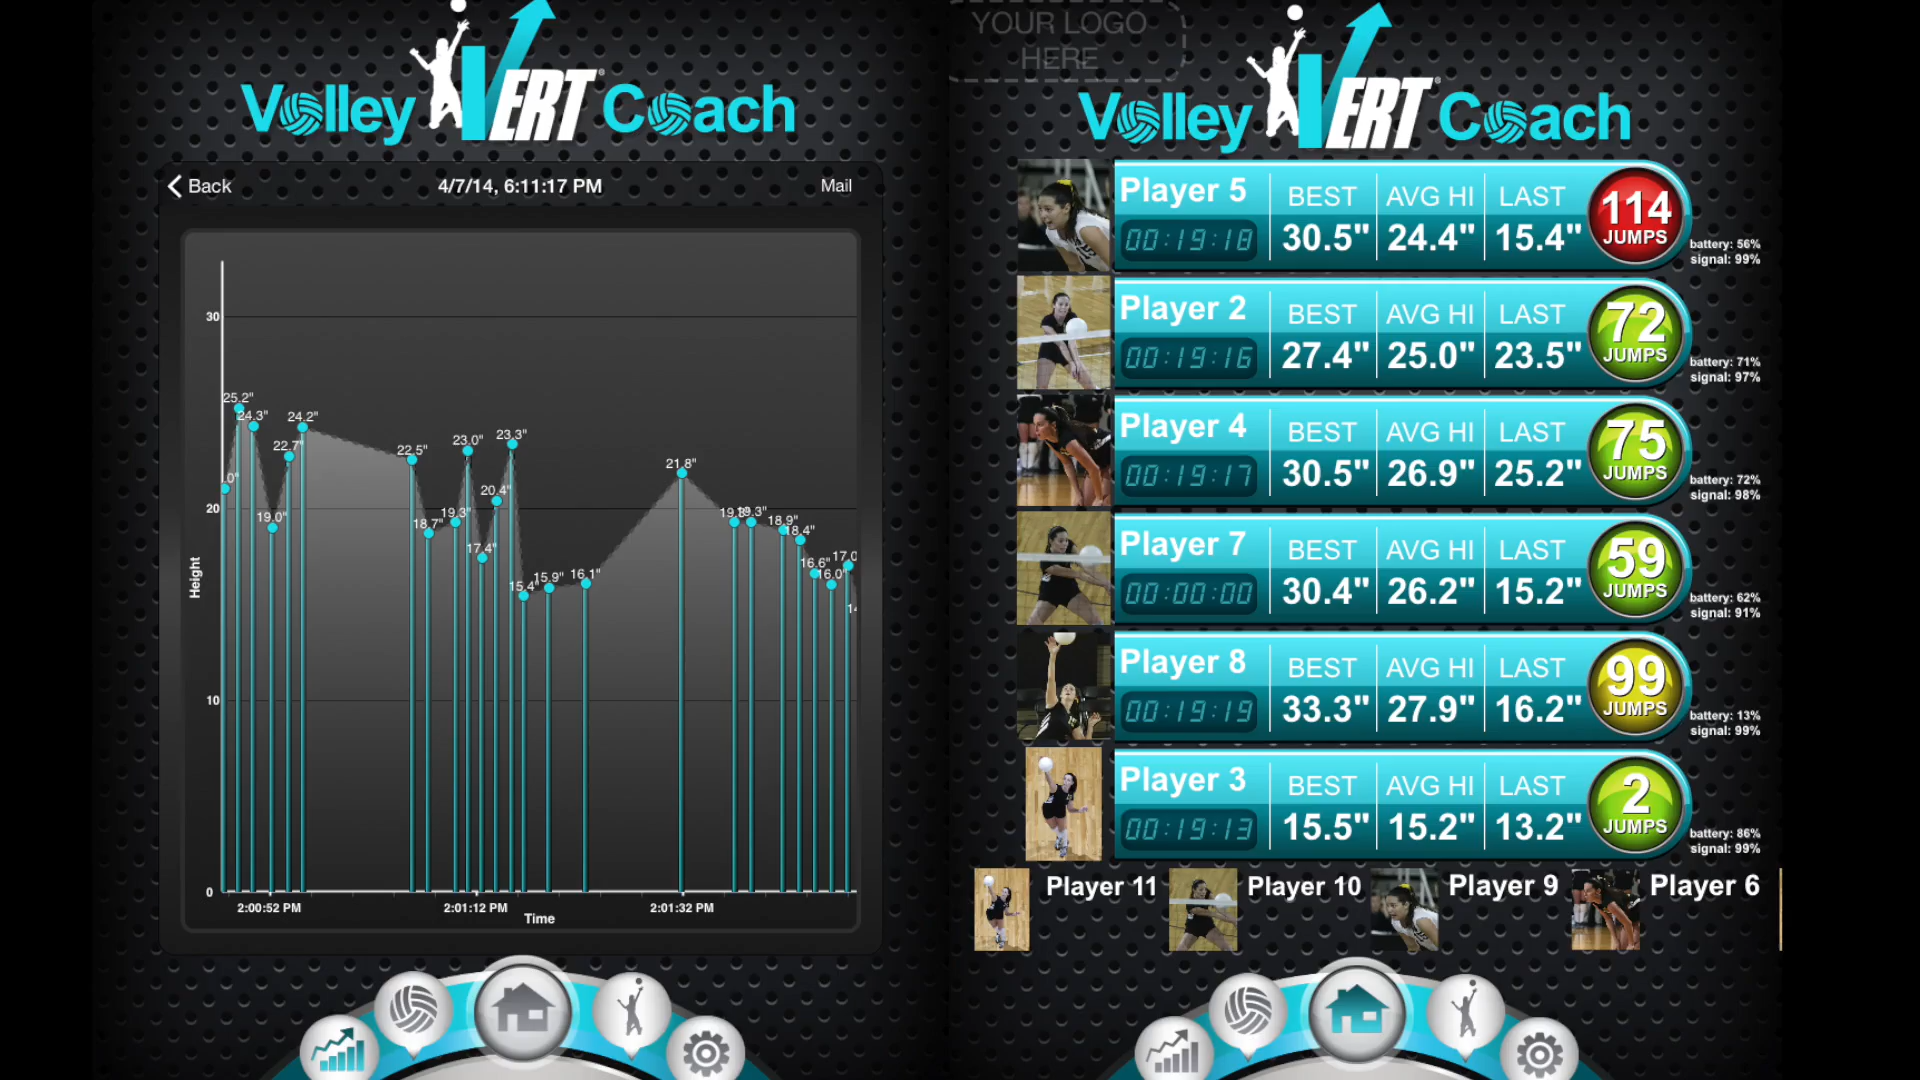 Volley VERT Coach
Back
4/7/14, 6:11:17 PM
Mail
30
20
10
0
Height
25.2"
24.3"
19.0"
22.7"
24.2"
22.5"
18.7"
19.3"
23.0"
17.4"
20.4"
23.3"
15.4"
15.9"
16.1"
21.8"
19.3"
18.9"
18.4"
16.6"
16.0"
2:00:52 PM
2:01:12 PM
2:01:32 PM
Time
YOUR LOGO
HERE
Volley VERT Coach
Player 5 BEST AVG HI LAST 114
00:19:18 30.5" 24.4" 15.4" JUMPS
battery: 56%
signal: 99%
Player 2 BEST AVG HI LAST 72
00:19:16 27.4" 25.0" 23.5" JUMPS
battery: 71%
signal: 97%
Player 4 BEST AVG HI LAST 75
00:19:17 30.5" 26.9" 25.2" JUMPS
battery: 72%
signal: 98%
Player 7 BEST AVG HI LAST 59
00:00:00 30.4" 26.2" 15.2" JUMPS
battery: 62%
signal: 91%
Player 8 BEST AVG HI LAST 99
00:19:19 33.3" 27.9" 16.2" JUMPS
battery: 13%
signal: 99%
Player 3 BEST AVG HI LAST 2
00:19:13 15.5" 15.2" 13.2" JUMPS
battery: 86%
signal: 99%
Player 11 Player 10 Player 9 Player 6